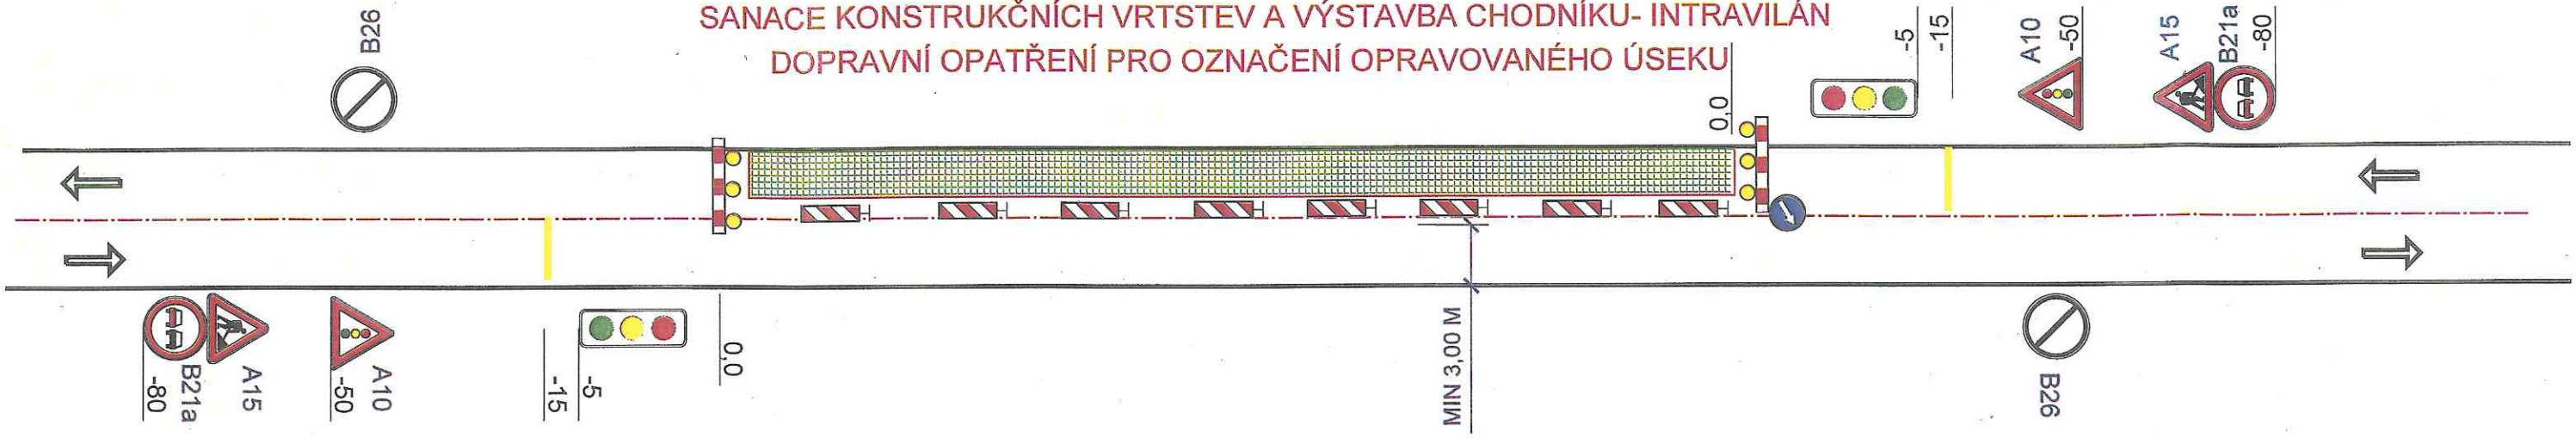 SANACE KONSTRUKČNÍCH VRTSTEV A VÝSTAVBA CHODNÍKU- INTRAVILÁN
DOPRAVNÍ OPATŘENÍ PRO OZNAČENÍ OPRAVOVANÉHO ÚSEKU
B26
0,0
-5
-15
A10
-50
A15
B21a
-80
-80
B21a
A15
-50
A10
-15
-5
0,0
MIN 3,00 M
B26